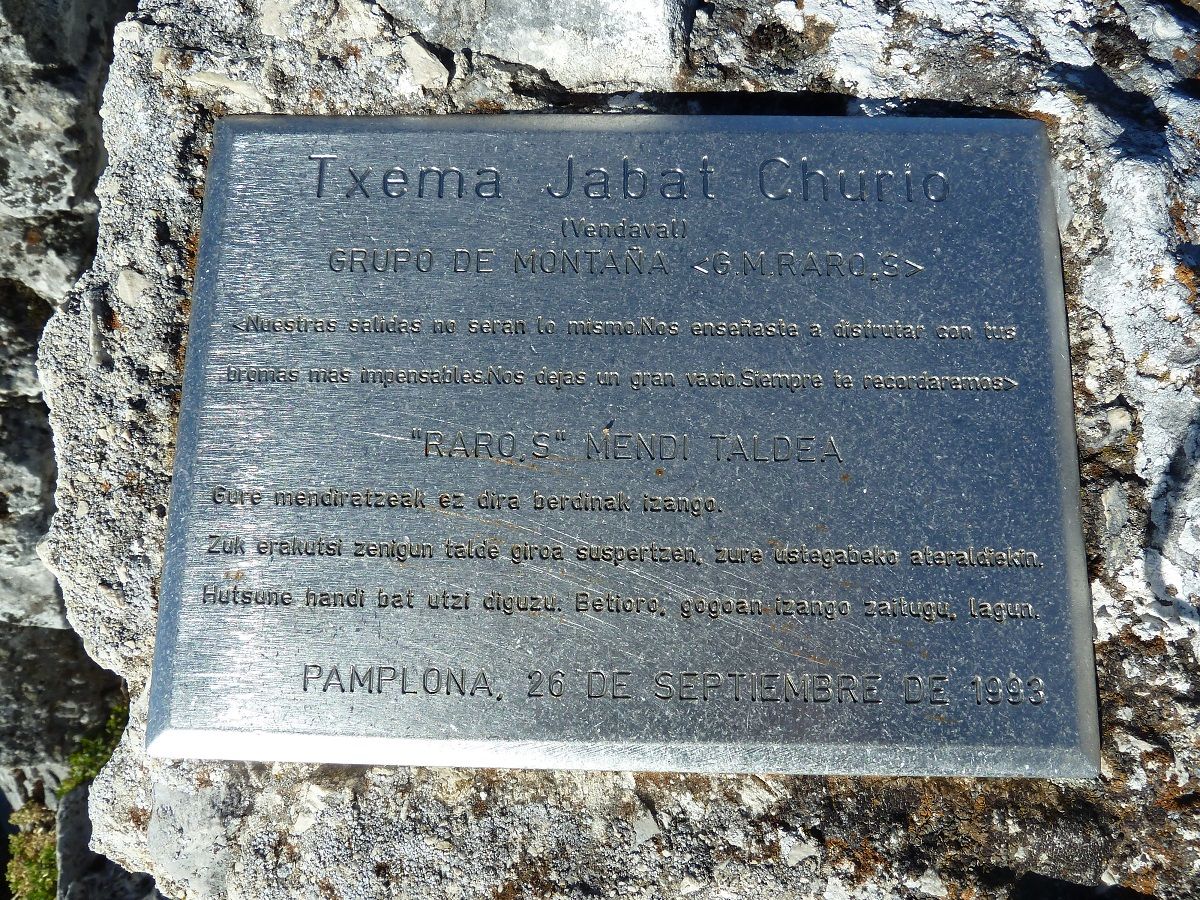 Txema Jabat Churio
(Vendaval)
GRUPO DE MONTAÑA <G.M.RARO,S>
<Nuestras salidas no seran lo mismo.Nos enseñaste a disfrutar con tus
bromas mas impensables.Nos dejas un gran vacio.Siempre te recordaremos>
"RARO,S" MENDI TALDEA
Gure mendiratzeak ez dira berdinak izango.
Zuk erakutsi zenigun talde giroa suspertzen, zure ustegabeko ateraldiekin.
Hutsune handi bat utzi diguzu. Betioro, gogoan izango zaitugu, lagun.
PAMPLONA, 26 DE SEPTIEMBRE DE 1993